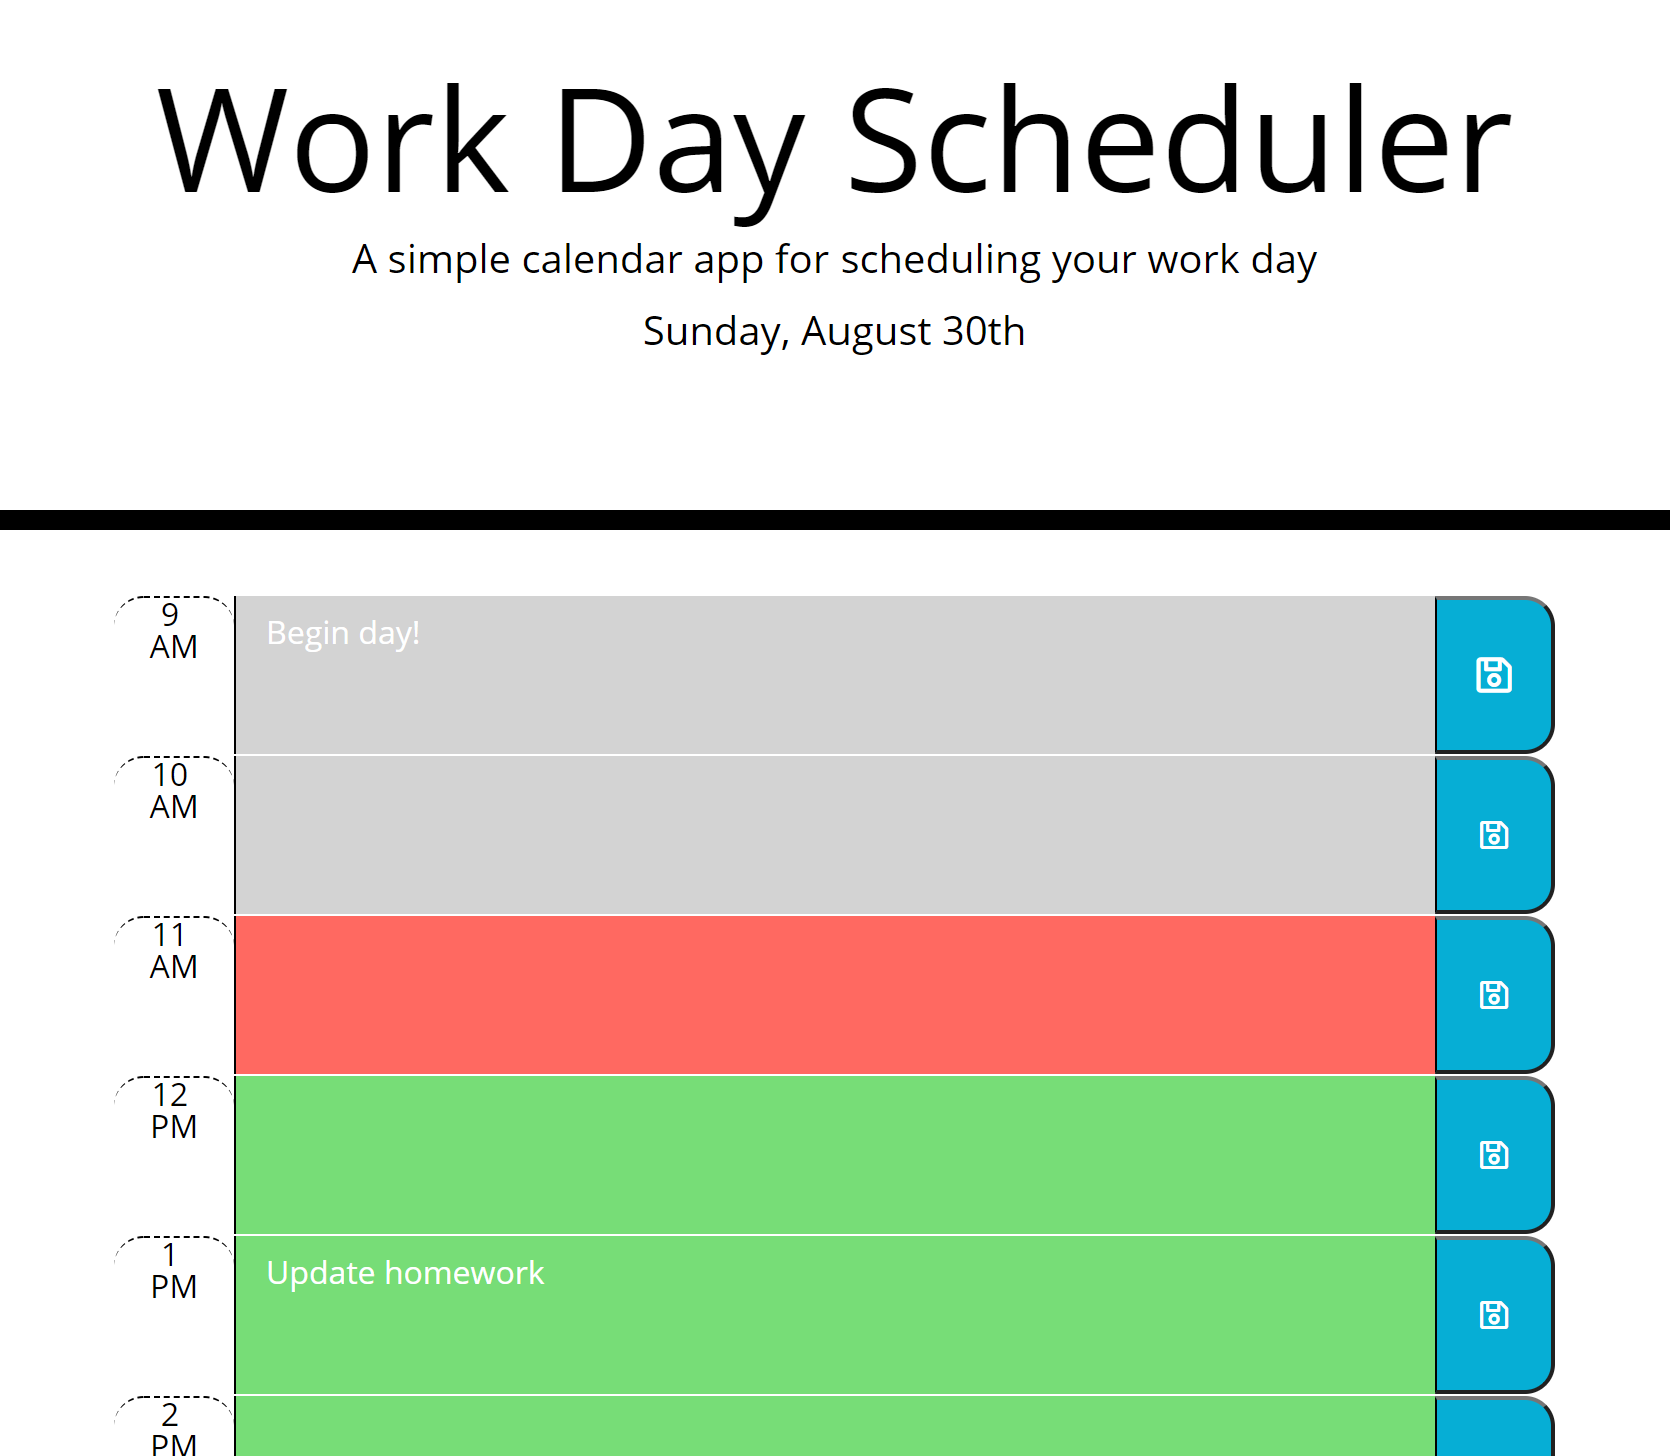 Work Day Scheduler
A simple calendar app for scheduling your work day
Sunday, August 30th
9
AM
Begin day!
10
AM
11
AM
12
PM
1
PM
Update homework
2
PM